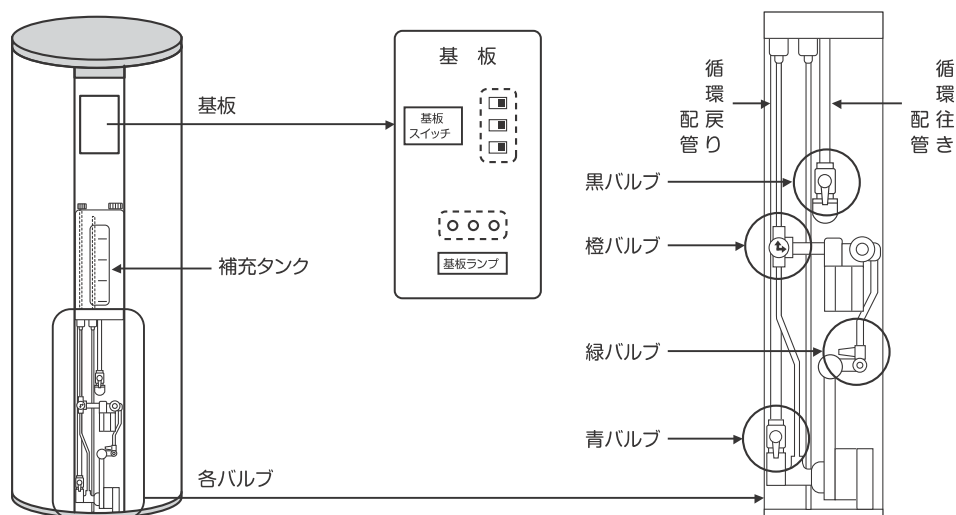 基板
補充タンク
各バルブ
基 板
基板
スイッチ
基板ランプ
循環戻り
配管
循環往き
配管
黒バルブ
橙バルブ
緑バルブ
青バルブ